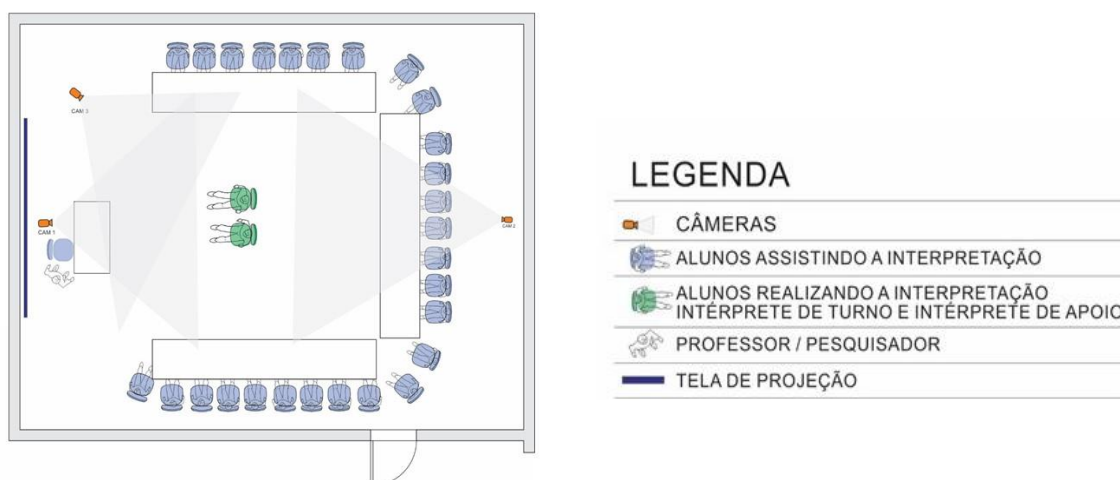 CAM 3
CAM 1
CAM 2
LEGENDA
CÂMERAS
ALUNOS ASSISTINDO A INTERPRETAÇÃO
ALUNOS REALIZANDO A INTERPRETAÇÃO
INTÉRPRETE DE TURNO E INTÉRPRETE DE APOIO
PROFESSOR / PESQUISADOR
TELA DE PROJEÇÃO